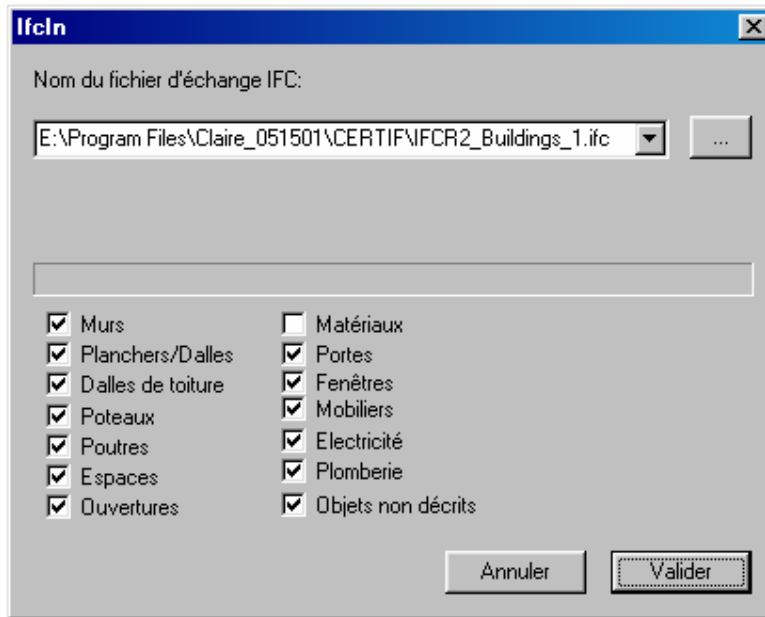 IfcIn
Nom du fichier d'échange IFC:
E:\Program Files\Claire_051501\CERTIF\IFCR2_Buildings_1.ifc
...
Murs
Planchers/Dalles
Dalles de toiture
Poteaux
Poutres
Espaces
Ouvertures
Matériaux
Portes
Fenêtres
Mobiliers
Electricité
Plomberie
Objets non décrits
Annuler
Valider